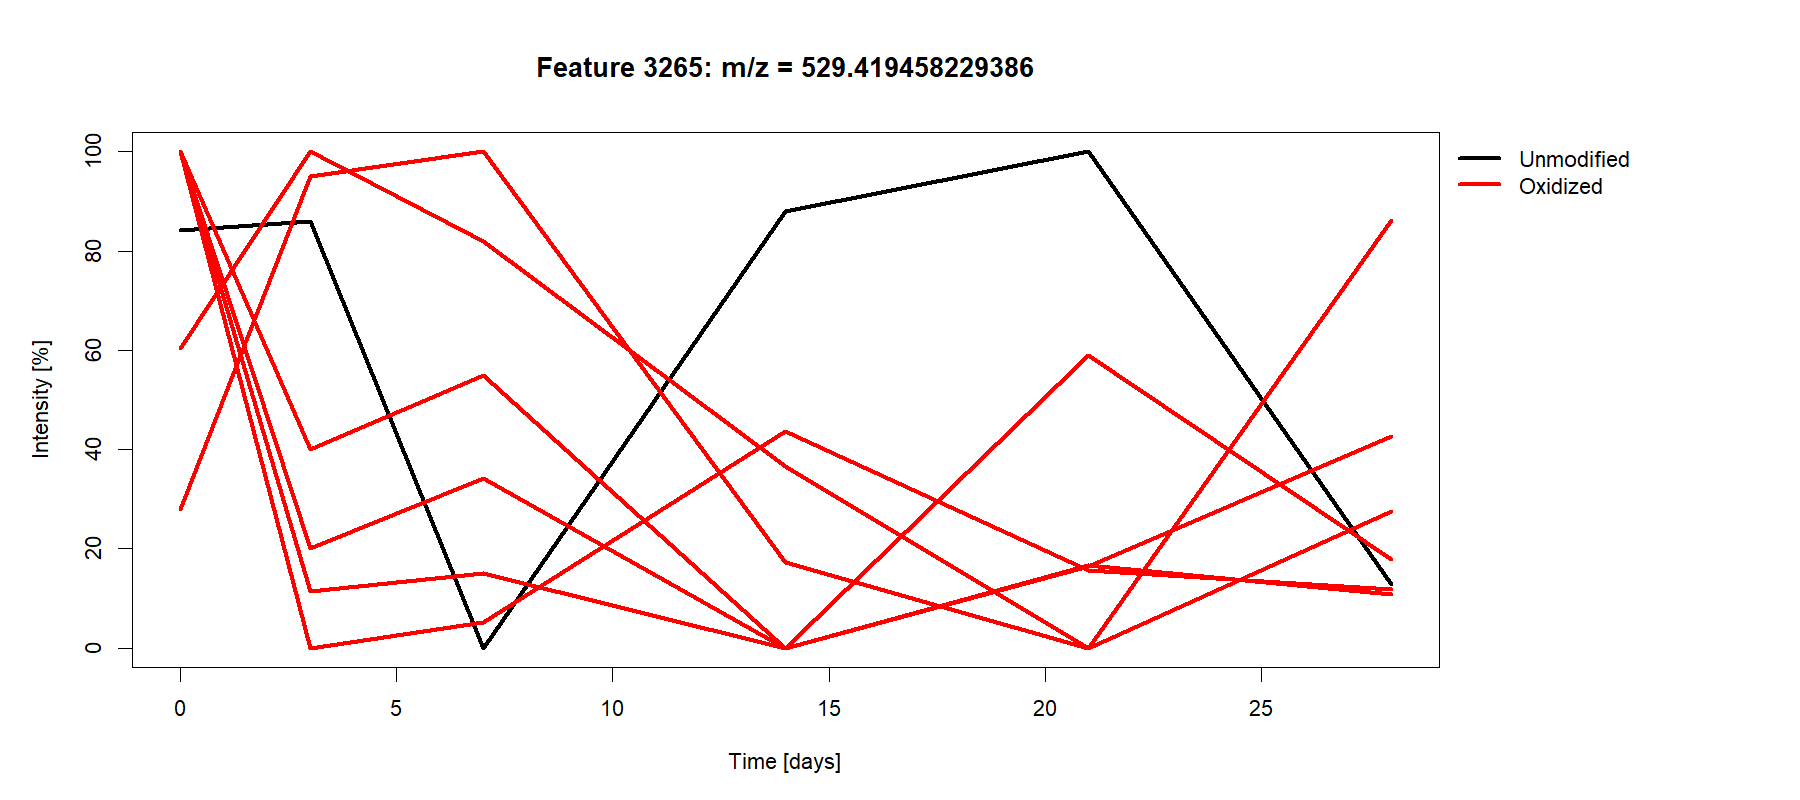 Feature 3265: m/z = 529.419458229386
Unmodified
Oxidized
Intensity [%]
100
80
60
40
20
0
0 5 10 15 20 25
Time [days]